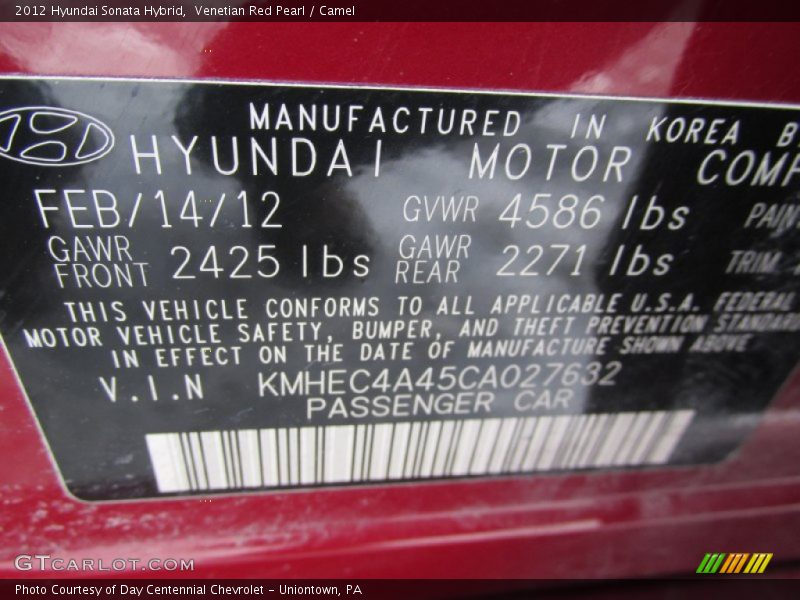 2012 Hyundai Sonata Hybrid, Venetian Red Pearl / Camel
MANUFACTURED IN KOREA
HYUNDAI MOTOR
FEB/14/12 GVWR 4586 lbs
GAWR FRONT 2425 lbs GAWR REAR 2271 lbs TRIM
THIS VEHICLE CONFORMS TO ALL APPLICABLE U.S.A. FEDERAL
MOTOR VEHICLE SAFETY, BUMPER, AND THEFT PREVENTION STANDARD
IN EFFECT ON THE DATE OF MANUFACTURE SHOWN ABOVE
V.I.N KMHEC4A45CA027632
PASSENGER CAR
GTCARLOT.COM
Photo Courtesy of Day Centennial Chevrolet - Uniontown, PA